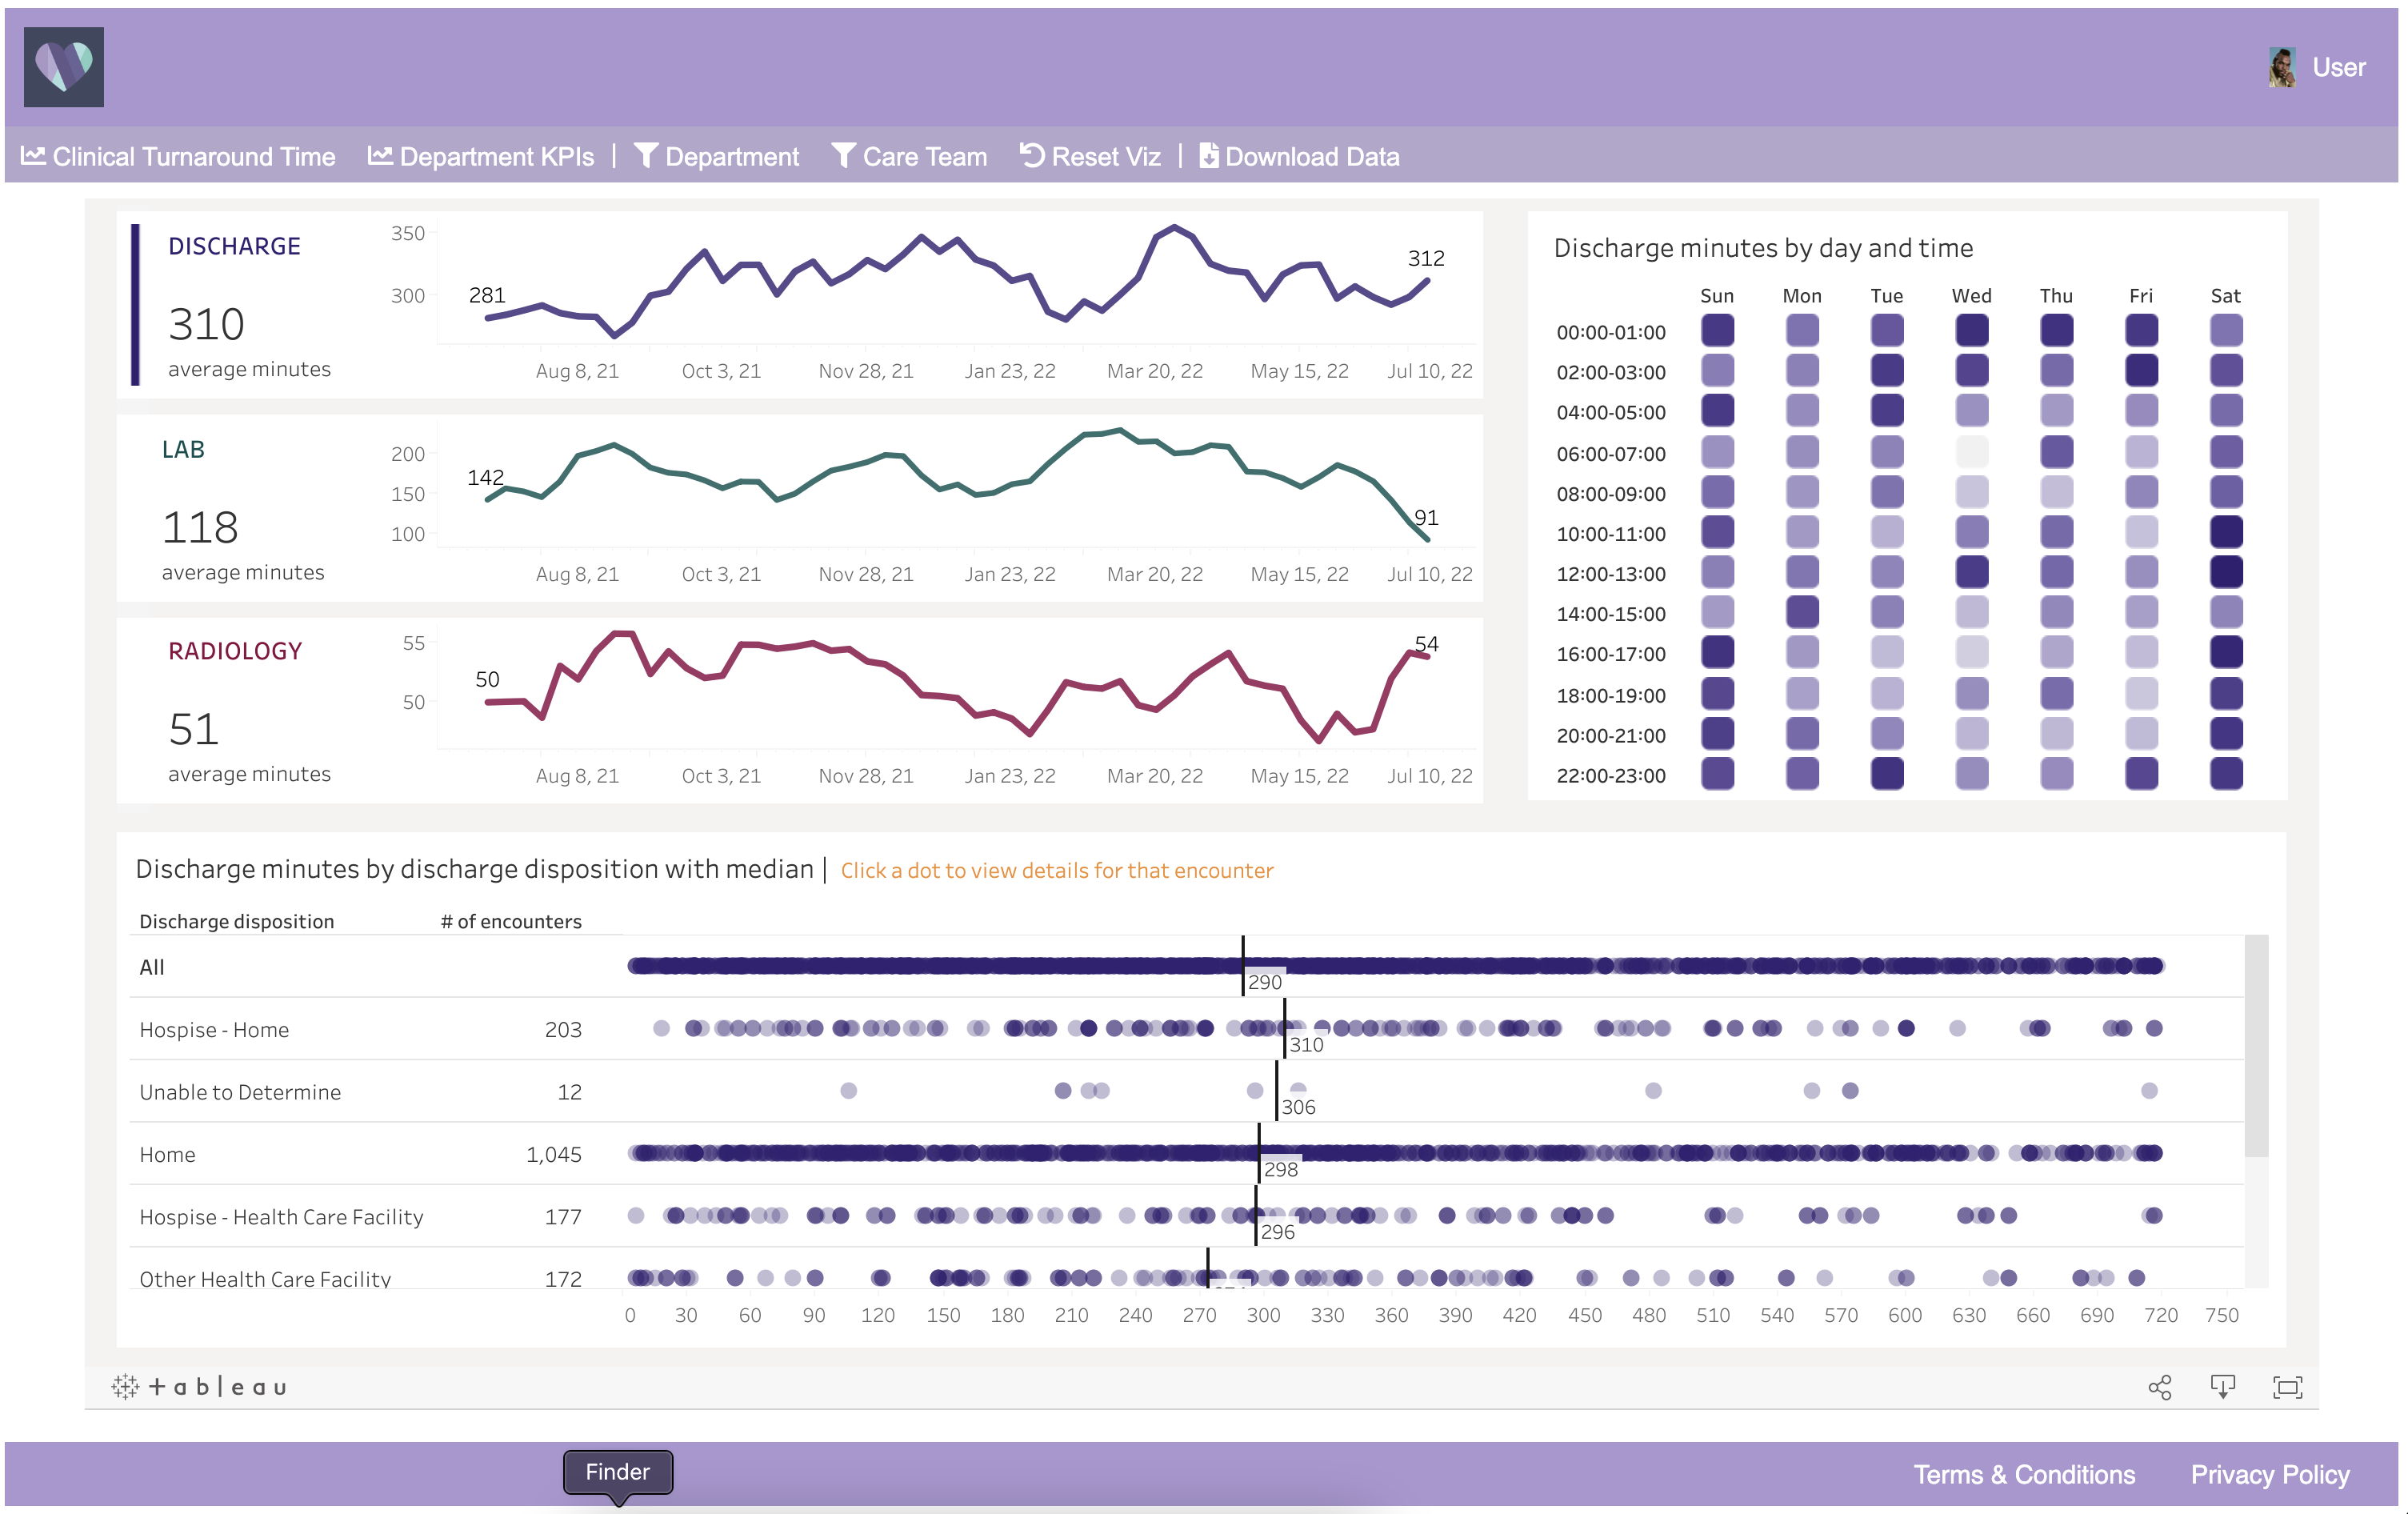 User
Clinical Turnaround Time Department KPIs | Department Care Team Reset Viz | Download Data
DISCHARGE
310
average minutes
350
300
281
312
Aug 8, 21 Oct 3, 21 Nov 28, 21 Jan 23, 22 Mar 20, 22 May 15, 22 Jul 10, 22
LAB
118
average minutes
200
150
100
142
91
Aug 8, 21 Oct 3, 21 Nov 28, 21 Jan 23, 22 Mar 20, 22 May 15, 22 Jul 10, 22
RADIOLOGY
51
average minutes
55
50
50
54
Aug 8, 21 Oct 3, 21 Nov 28, 21 Jan 23, 22 Mar 20, 22 May 15, 22 Jul 10, 22
Discharge minutes by day and time
Sun Mon Tue Wed Thu Fri Sat
00:00-01:00
02:00-03:00
04:00-05:00
06:00-07:00
08:00-09:00
10:00-11:00
12:00-13:00
14:00-15:00
16:00-17:00
18:00-19:00
20:00-21:00
22:00-23:00
Discharge minutes by discharge disposition with median | Click a dot to view details for that encounter
Discharge disposition # of encounters
All 290
Hospise - Home 203 310
Unable to Determine 12 306
Home 1,045 298
Hospise - Health Care Facility 177 296
Other Health Care Facility 172
0 30 60 90 120 150 180 210 240 270 300 330 360 390 420 450 480 510 540 570 600 630 660 690 720 750
+ableau
Finder
Terms & Conditions Privacy Policy